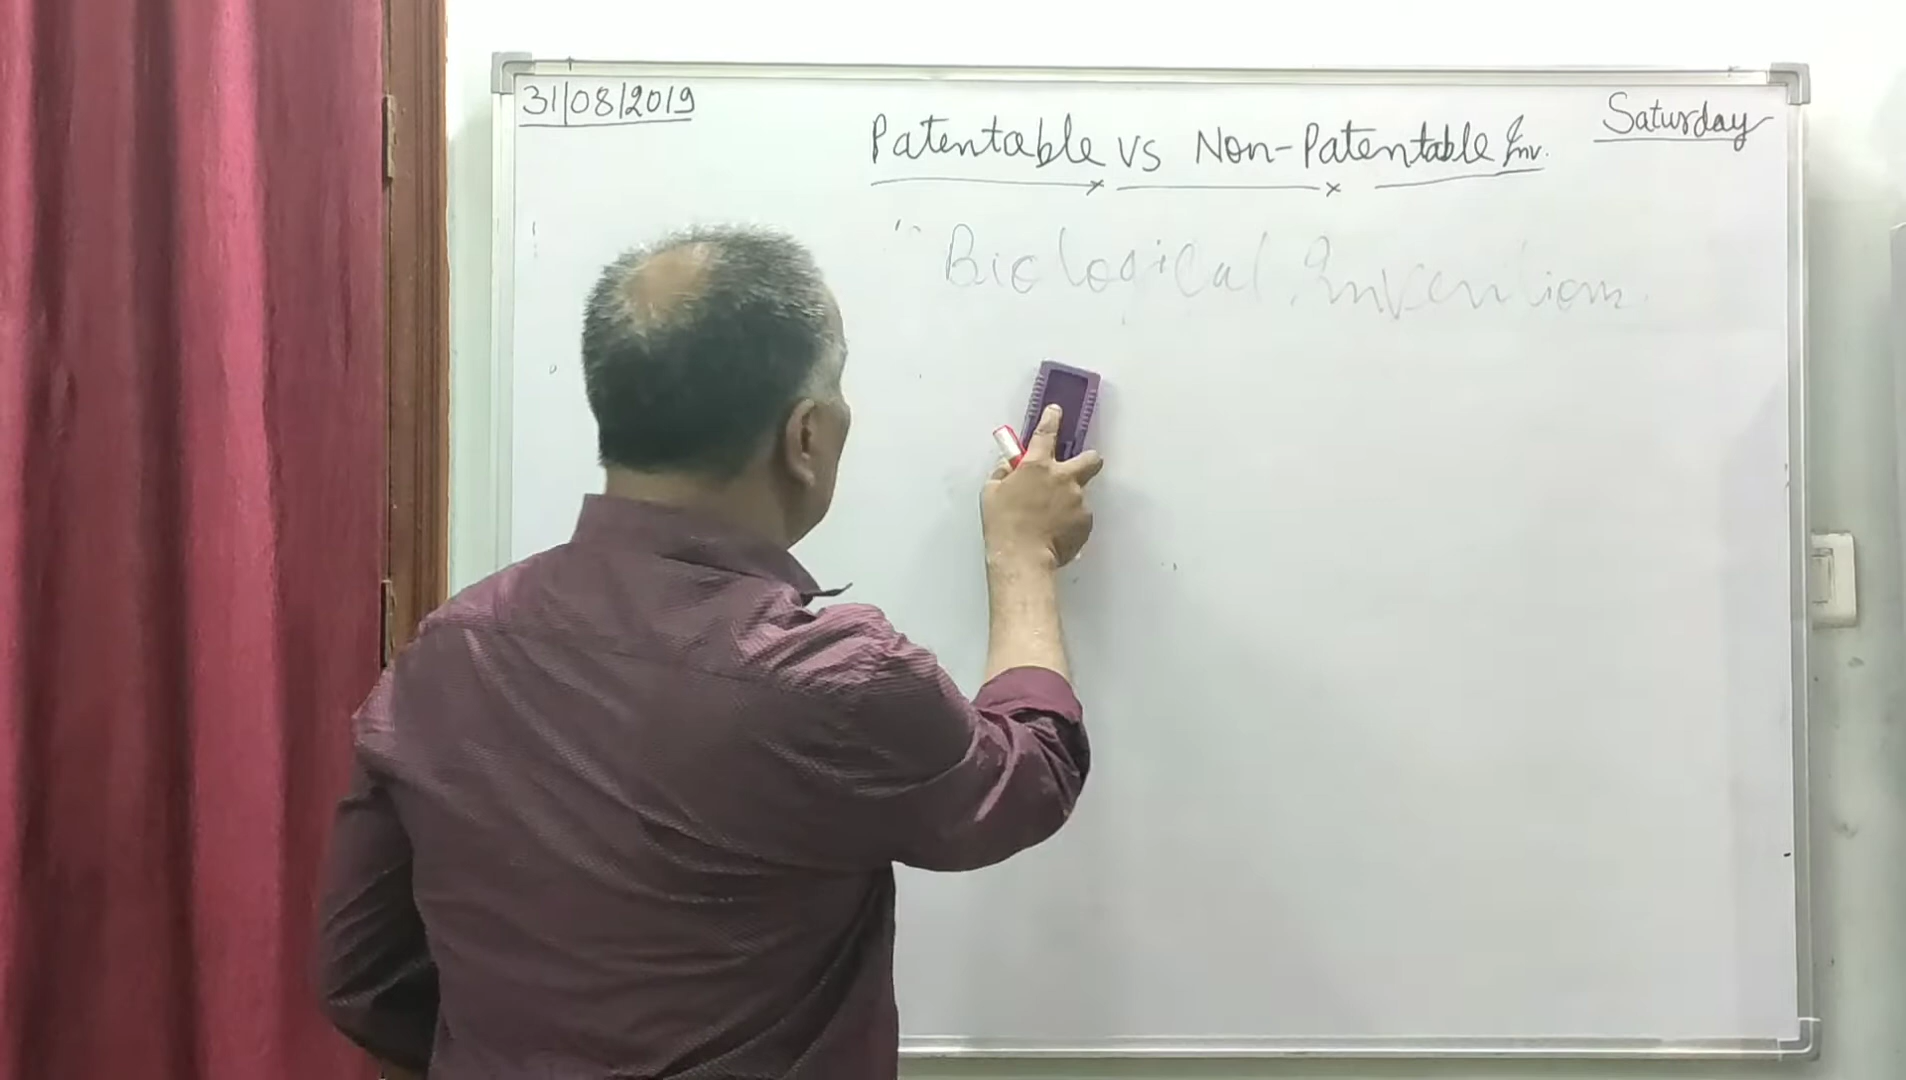 31/08/2019
Saturday
Patentable vs Non-Patentable Inv.
Biological Invention